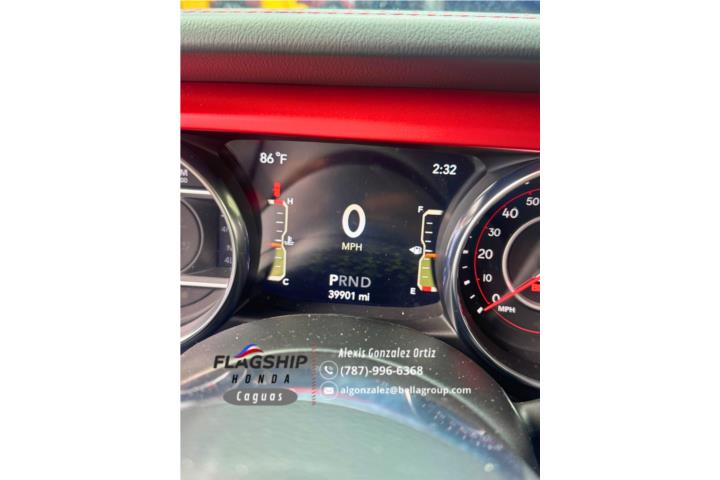 86°F
2:32
H
F
0
MPH
C
E
PRND
39901 mi
50
40
30
20
10
0
MPH
M
FLAGSHIP
HONDA
Caguas
Alexis Gonzalez Ortiz
(787)-996-6368
algonzalez@bellagroup.com